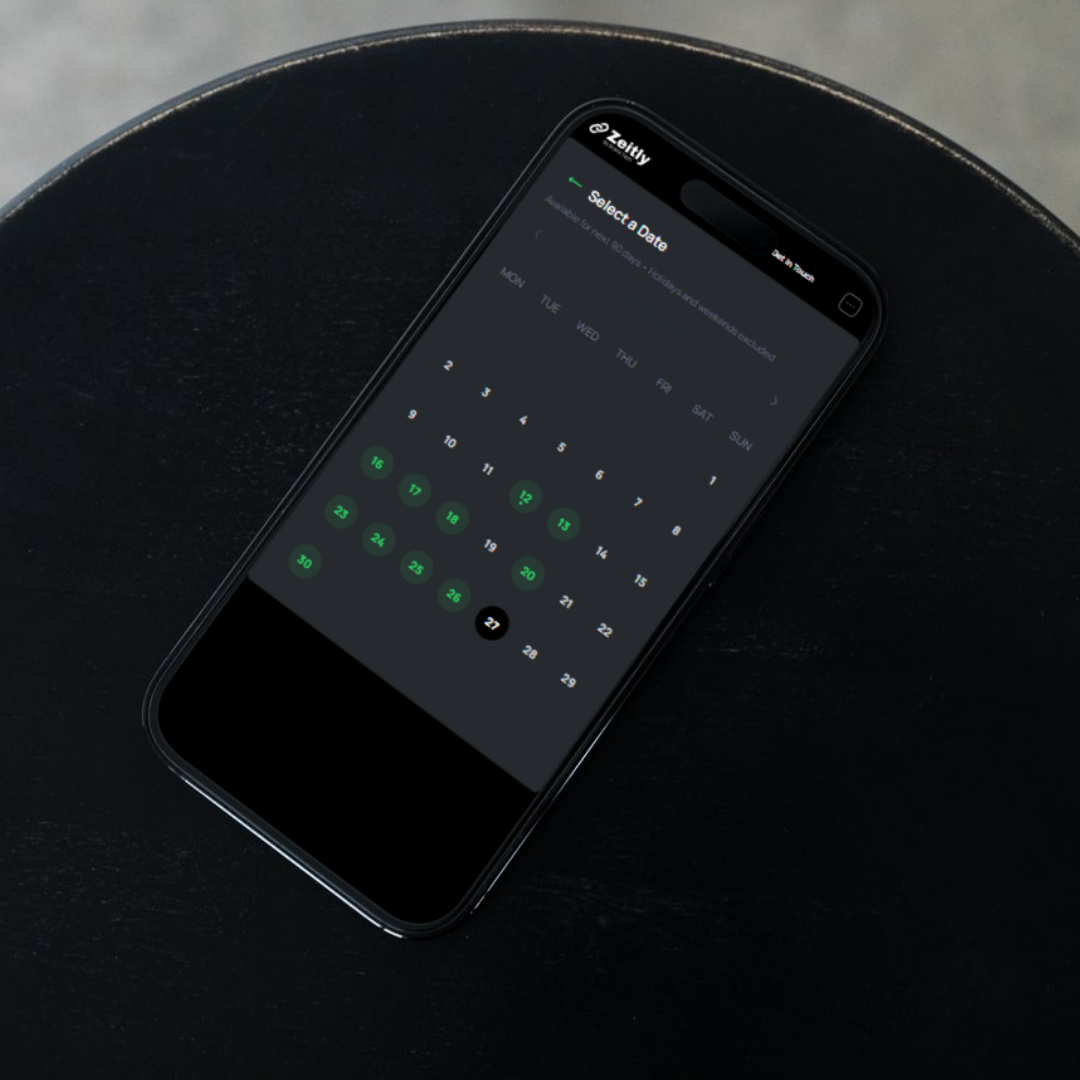 Zeitly
Get in Touch
Select a Date
Available for next 90 days • Holidays and weekends excluded
MON TUE WED THU FRI SAT SUN
1
2 3 4 5 6 7 8
9 10 11 12 13 14 15
16 17 18 19 20 21 22
23 24 25 26 27 28 29
30